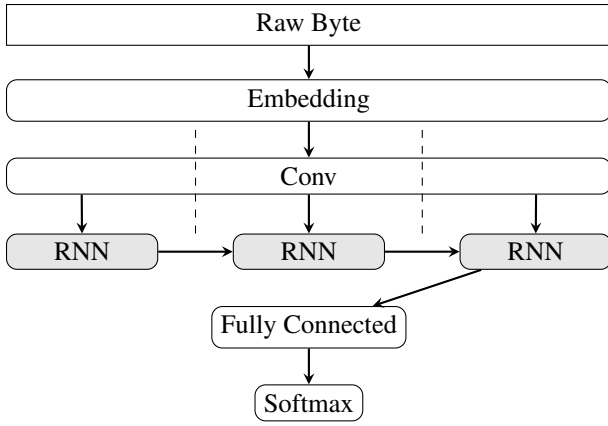 Raw Byte
Embedding
Conv
RNN RNN RNN
Fully Connected
Softmax